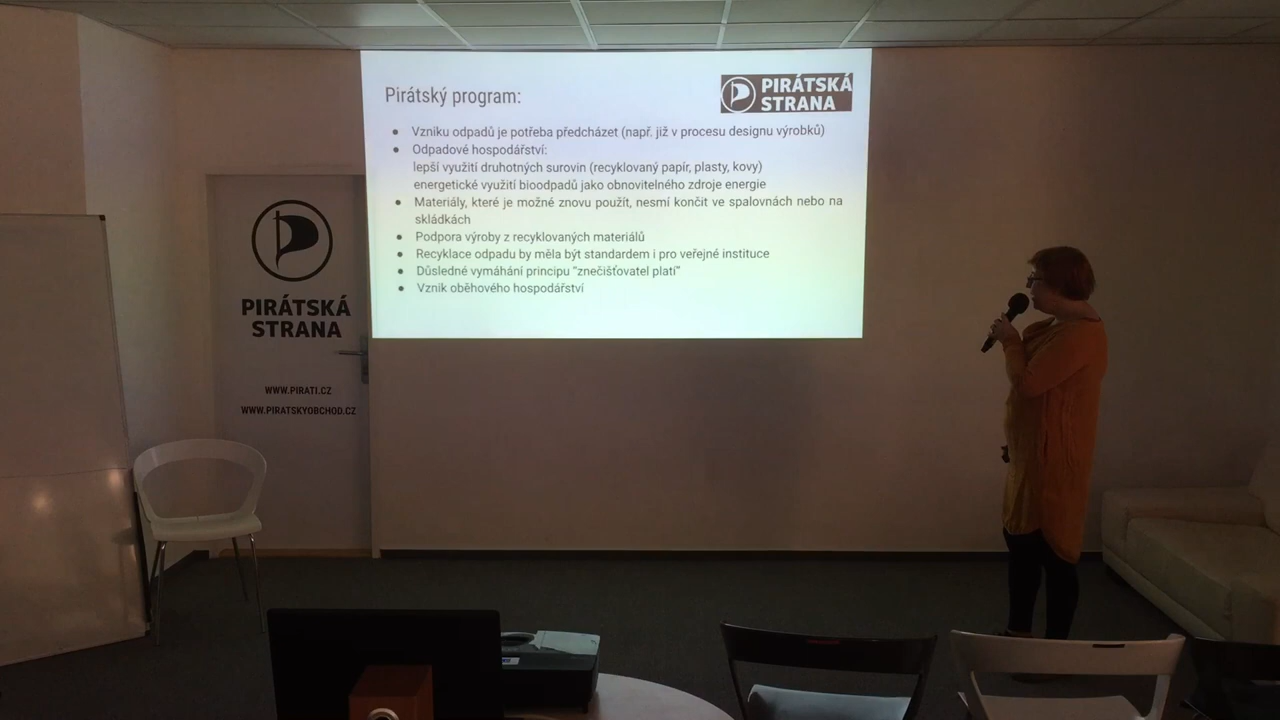 Pirátský program:
PIRÁTSKÁ
STRANA
Vzniku odpadů je potřeba předcházet (např. již v procesu designu výrobků)
Odpadové hospodářství:
lepší využití druhotných surovin (recyklovaný papír, plasty, kovy)
energetické využití bioodpadů jako obnovitelného zdroje energie
Materiály, které je možné znovu použít, nesmí končit ve spalovnách nebo na
skládkách
Podpora výroby z recyklovaných materiálů
Recyklace odpadu by měla být standardem i pro veřejné instituce
Důsledné vymáhání principu "znečišťovatel platí"
Vznik oběhového hospodářství
PIRÁTSKÁ
STRANA
WWW.PIRATI.CZ
WWW.PIRATSKYOBCHOD.CZ